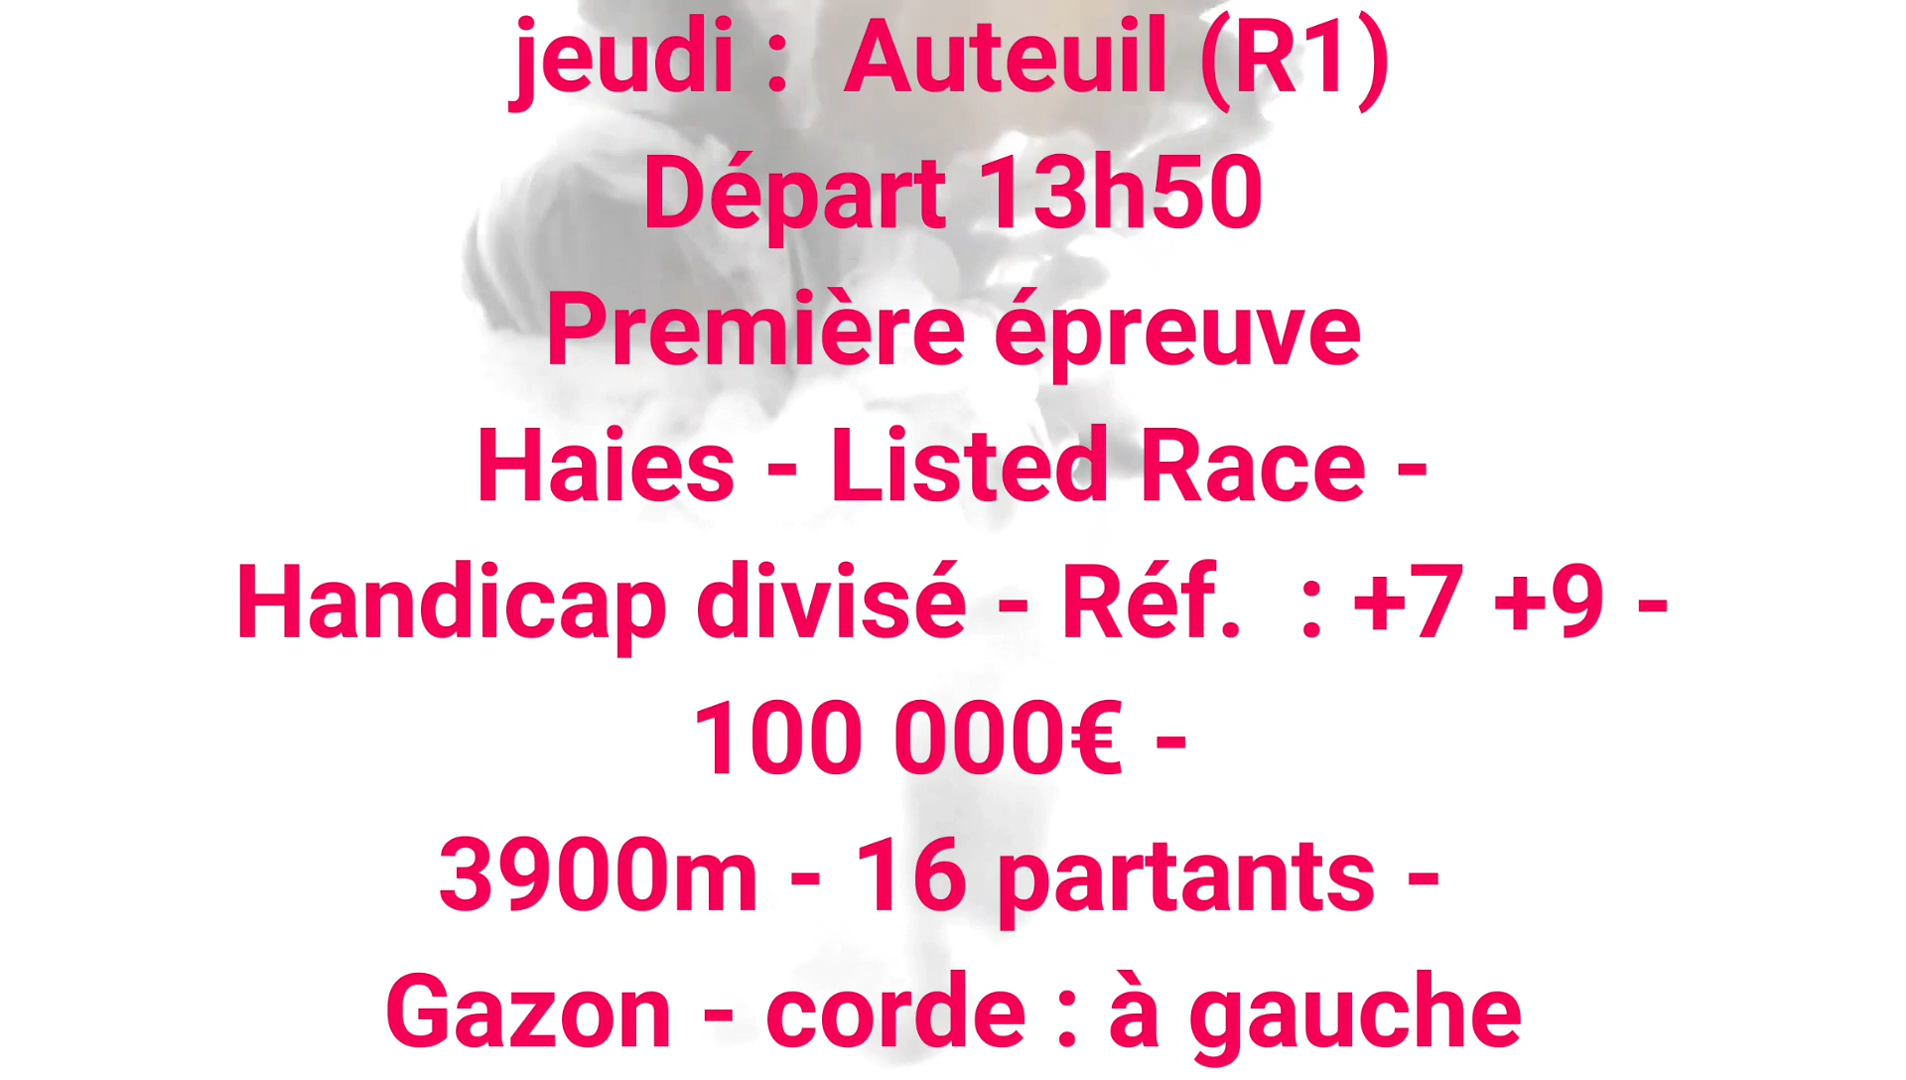 jeudi :  Auteuil (R1)
Départ 13h50
Première épreuve
Haies - Listed Race -
Handicap divisé - Réf.  : +7 +9 -
100 000€ -
3900m - 16 partants -
Gazon - corde : à gauche